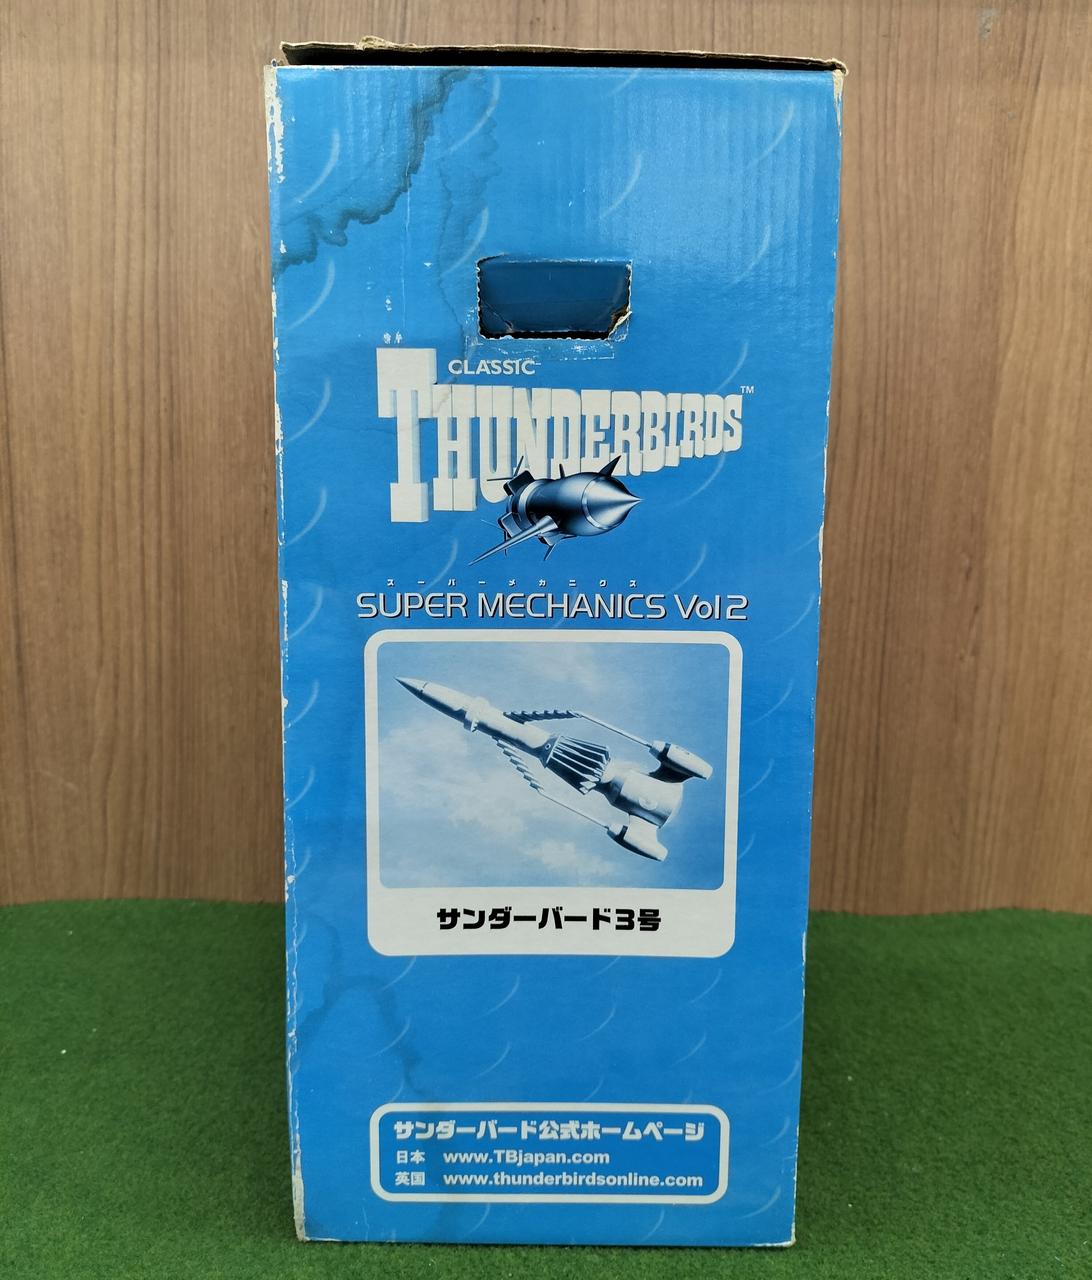 CLASSIC
THUNDERBIRDS™
スーパーメカニクス
SUPER MECHANICS Vol 2
サンダーバード3号
サンダーバード公式ホームページ
日本 www.TBjapan.com
英国 www.thunderbirdsonline.com